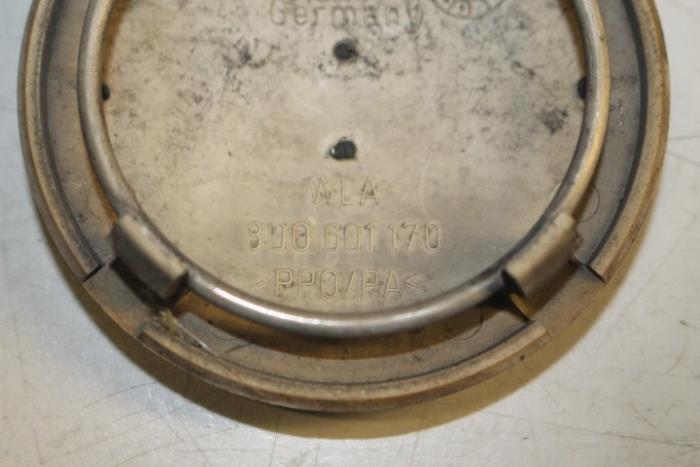 Germany
WLA
8D0 601 170
>PPO/PA<